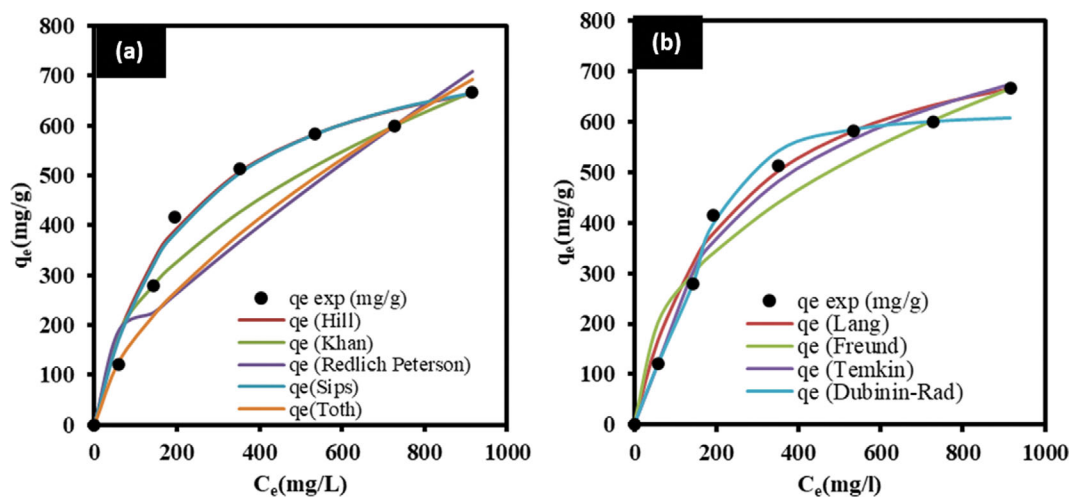 (a)
800
700
600
500
400
300
200
100
0
qe(mg/g)
0 200 400 600 800 1000
Ce(mg/L)
qe exp (mg/g)
qe (Hill)
qe (Khan)
qe (Redlich Peterson)
qe(Sips)
qe(Toth)
(b)
800
700
600
500
400
300
200
100
0
qe(mg/g)
0 200 400 600 800 1000
Ce(mg/l)
qe exp (mg/g)
qe (Lang)
qe (Freund)
qe (Temkin)
qe (Dubinin-Rad)